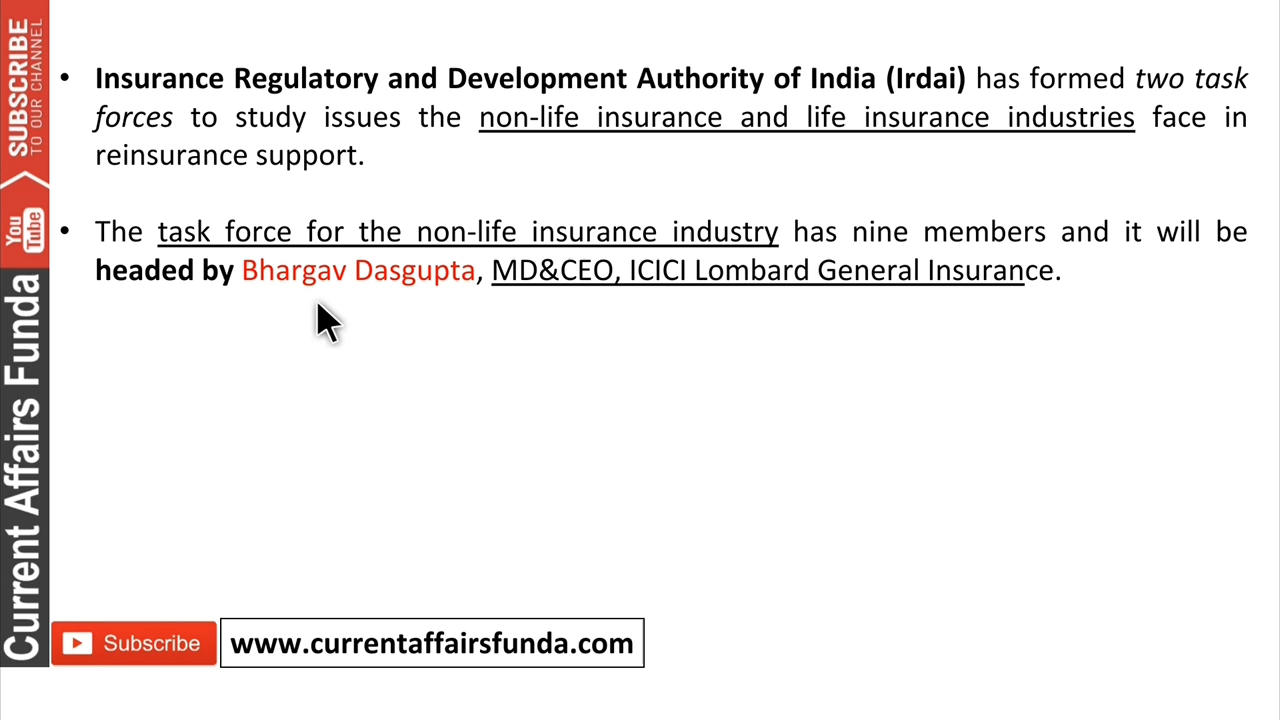 • Insurance Regulatory and Development Authority of India (Irdai) has formed two task
forces to study issues the non-life insurance and life insurance industries face in
reinsurance support.
• The task force for the non-life insurance industry has nine members and it will be
headed by Bhargav Dasgupta, MD&CEO, ICICI Lombard General Insurance.
SUBSCRIBE
TO OUR CHANNEL
You
Tube
Current Affairs Funda
Subscribe
www.currentaffairsfunda.com